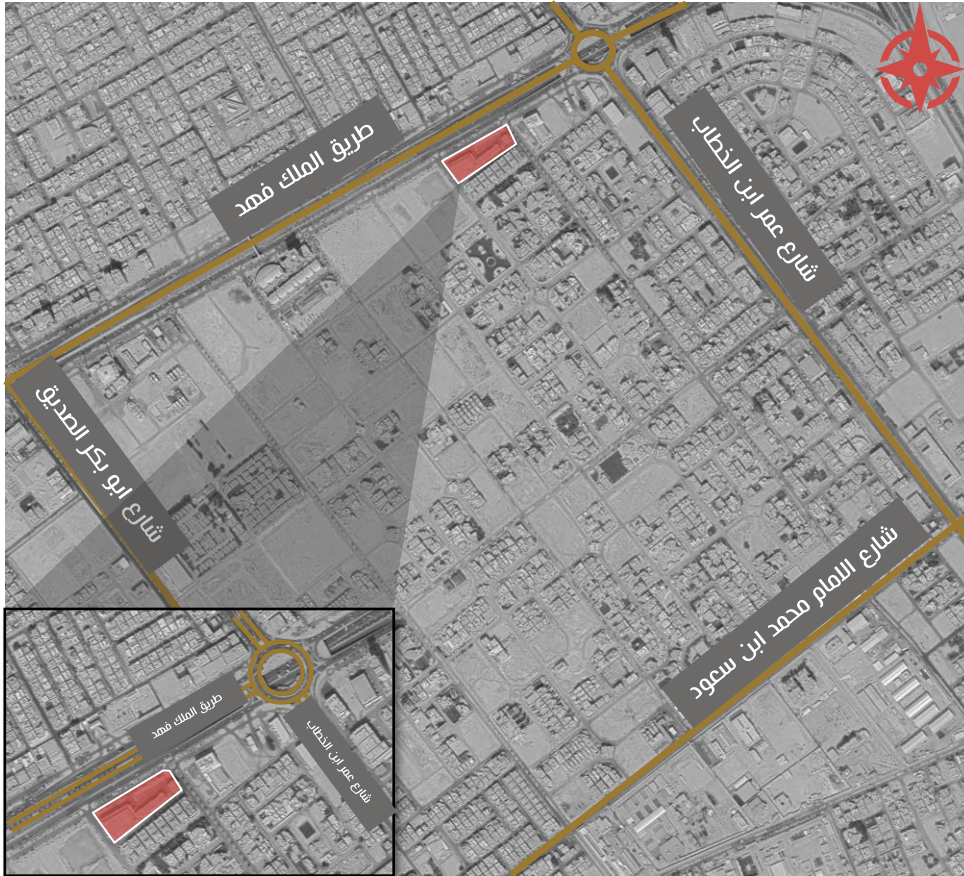 طريق الملك فهد
شارع عمر ابن الخطاب
شارع ابو بكر الصديق
شارع الامام محمد ابن سعود
طريق الملك فهد
شارع عمر ابن الخطاب